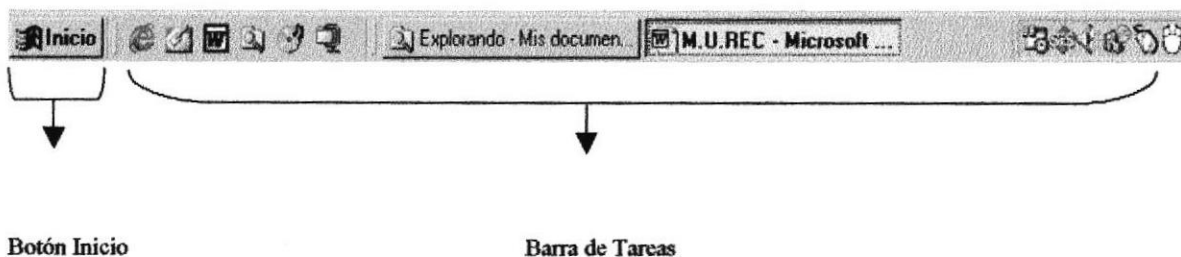 Inicio Explorando - Mis documen... M.U.REC - Microsoft ...
Botón Inicio Barra de Tareas